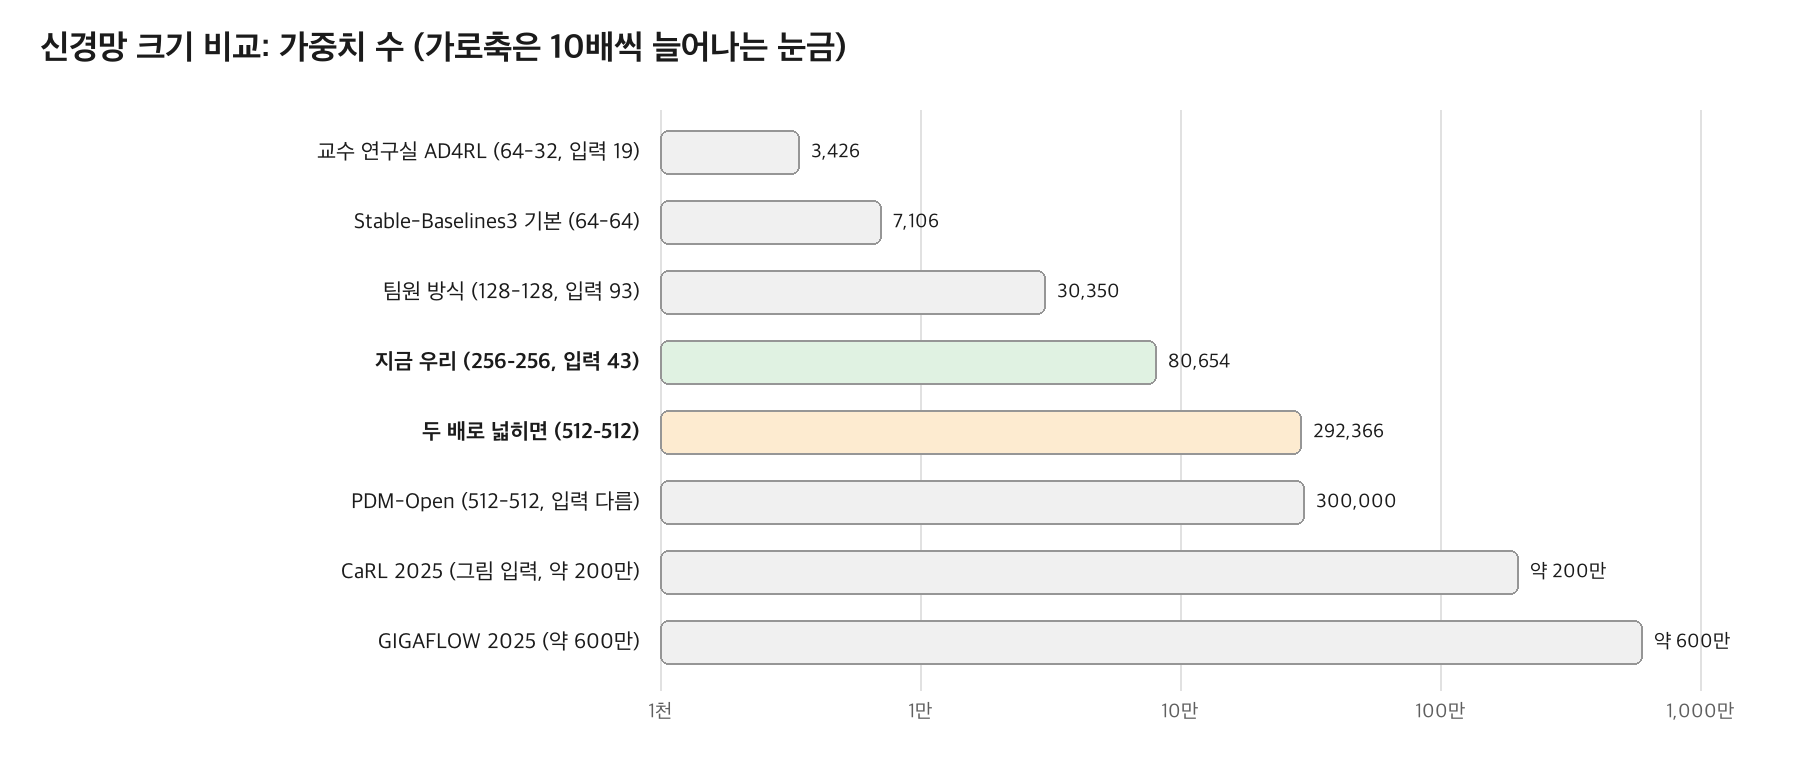 신경망 크기 비교: 가중치 수 (가로축은 10배씩 늘어나는 눈금)
교수 연구실 AD4RL (64-32, 입력 19) 3,426
Stable-Baselines3 기본 (64-64) 7,106
팀원 방식 (128-128, 입력 93) 30,350
지금 우리 (256-256, 입력 43) 80,654
두 배로 넓히면 (512-512) 292,366
PDM-Open (512-512, 입력 다름) 300,000
CaRL 2025 (그림 입력, 약 200만) 약 200만
GIGAFLOW 2025 (약 600만) 약 600만
1천 1만 10만 100만 1,000만